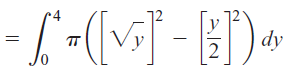 = ∫₀⁴ π([√y]² − [y/2]²) dy